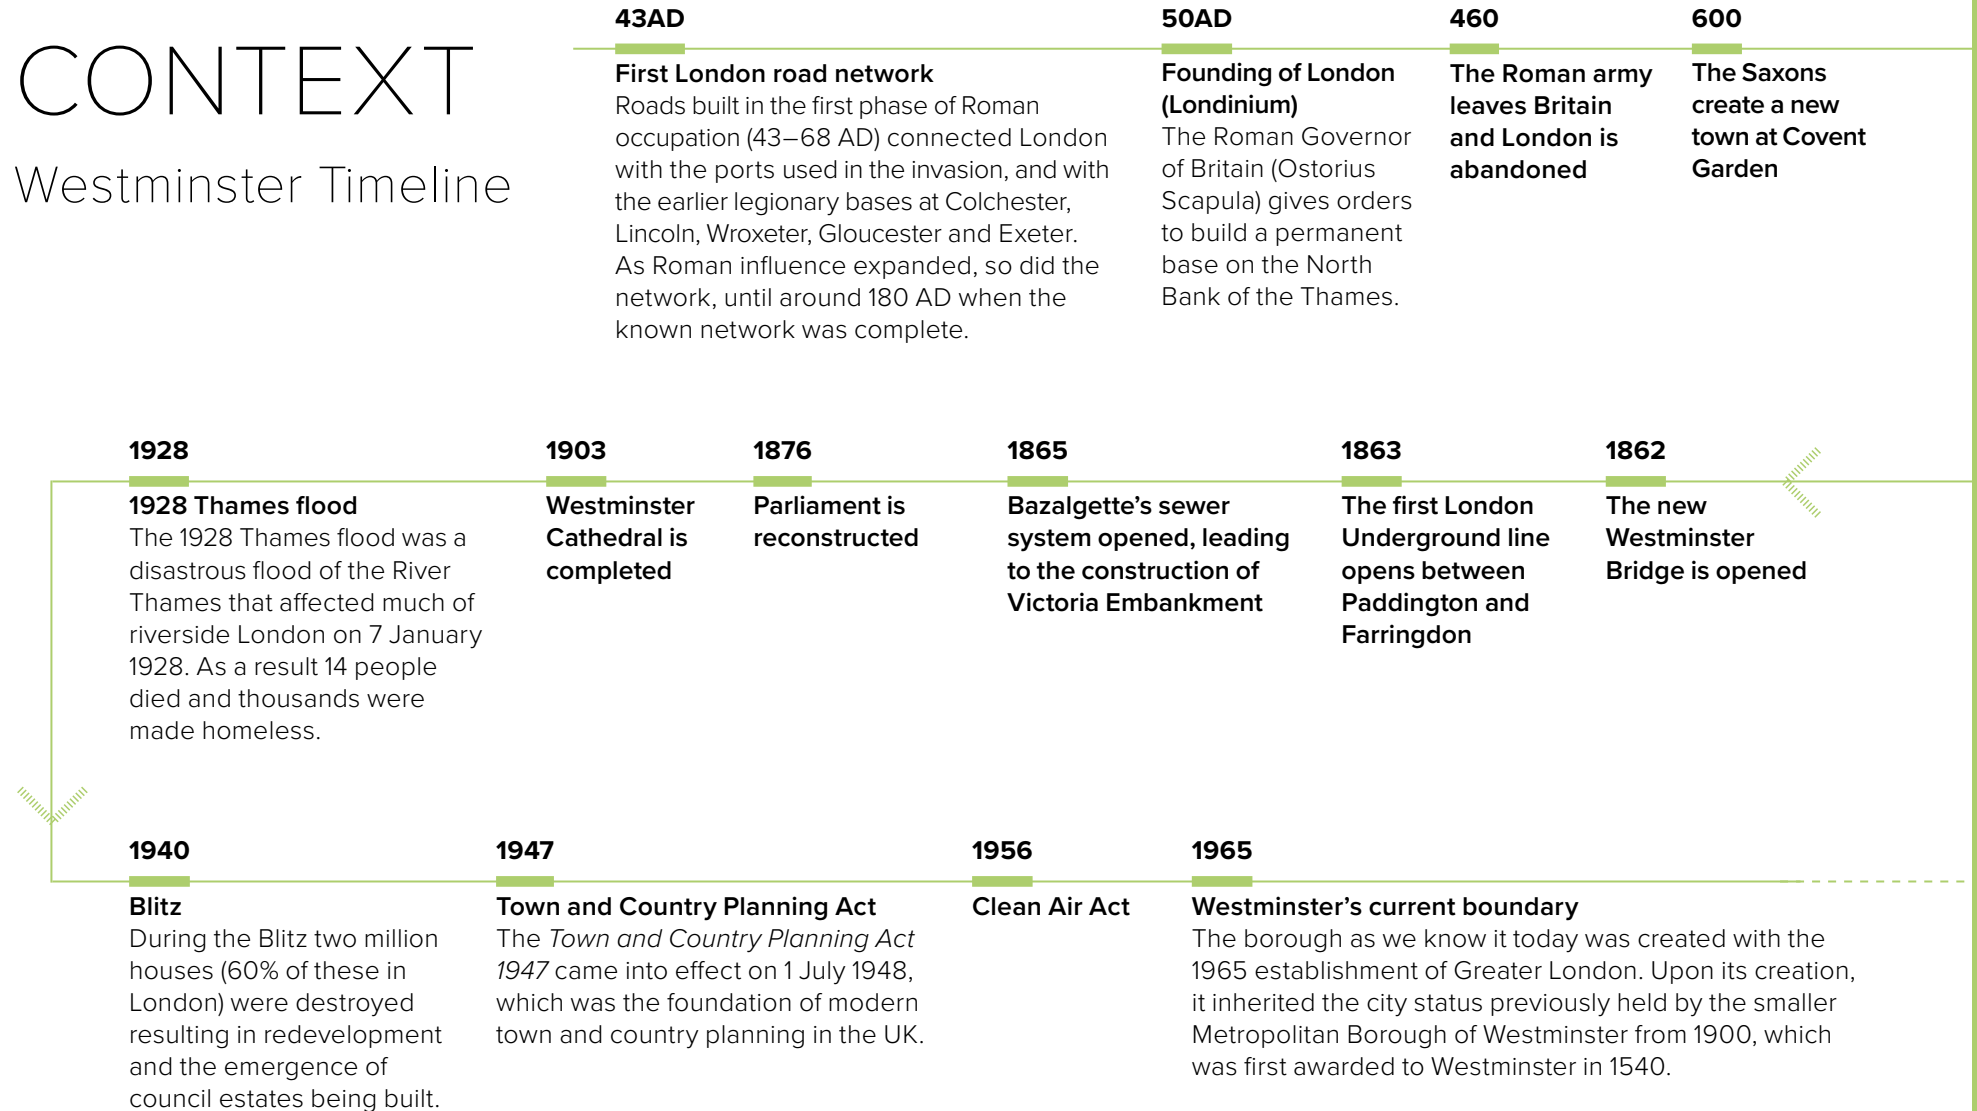 CONTEXT
Westminster Timeline
43AD
First London road network
Roads built in the first phase of Roman
occupation (43–68 AD) connected London
with the ports used in the invasion, and with
the earlier legionary bases at Colchester,
Lincoln, Wroxeter, Gloucester and Exeter.
As Roman influence expanded, so did the
network, until around 180 AD when the
known network was complete.
50AD
Founding of London
(Londinium)
The Roman Governor
of Britain (Ostorius
Scapula) gives orders
to build a permanent
base on the North
Bank of the Thames.
460
The Roman army
leaves Britain
and London is
abandoned
600
The Saxons
create a new
town at Covent
Garden
1862
The new
Westminster
Bridge is opened
1863
The first London
Underground line
opens between
Paddington and
Farringdon
1865
Bazalgette’s sewer
system opened, leading
to the construction of
Victoria Embankment
1876
Parliament is
reconstructed
1903
Westminster
Cathedral is
completed
1928
1928 Thames flood
The 1928 Thames flood was a
disastrous flood of the River
Thames that affected much of
riverside London on 7 January
1928. As a result 14 people
died and thousands were
made homeless.
1940
Blitz
During the Blitz two million
houses (60% of these in
London) were destroyed
resulting in redevelopment
and the emergence of
council estates being built.
1947
Town and Country Planning Act
The Town and Country Planning Act
1947 came into effect on 1 July 1948,
which was the foundation of modern
town and country planning in the UK.
1956
Clean Air Act
1965
Westminster’s current boundary
The borough as we know it today was created with the
1965 establishment of Greater London. Upon its creation,
it inherited the city status previously held by the smaller
Metropolitan Borough of Westminster from 1900, which
was first awarded to Westminster in 1540.